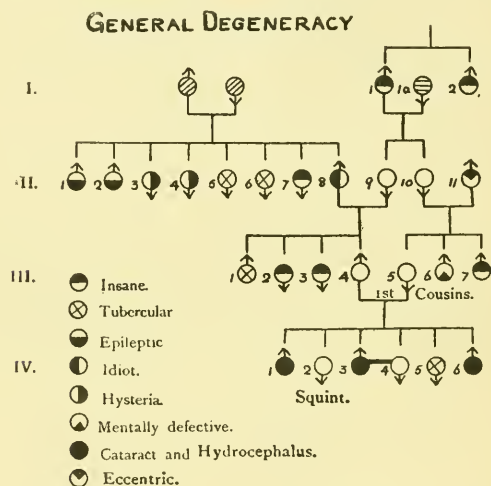 GENERAL DEGENERACY
I.
1 1a 2
II.
1 2 3 4 5 6 7 8 9 10 11
III.
1 2 3 4 5 6 7
1st Cousins.
Insane.
Tubercular
Epileptic
IV.
Idiot.
1 2 3 4 5 6
Hysteria.
Squint.
Mentally defective.
Cataract and Hydrocephalus.
Eccentric.